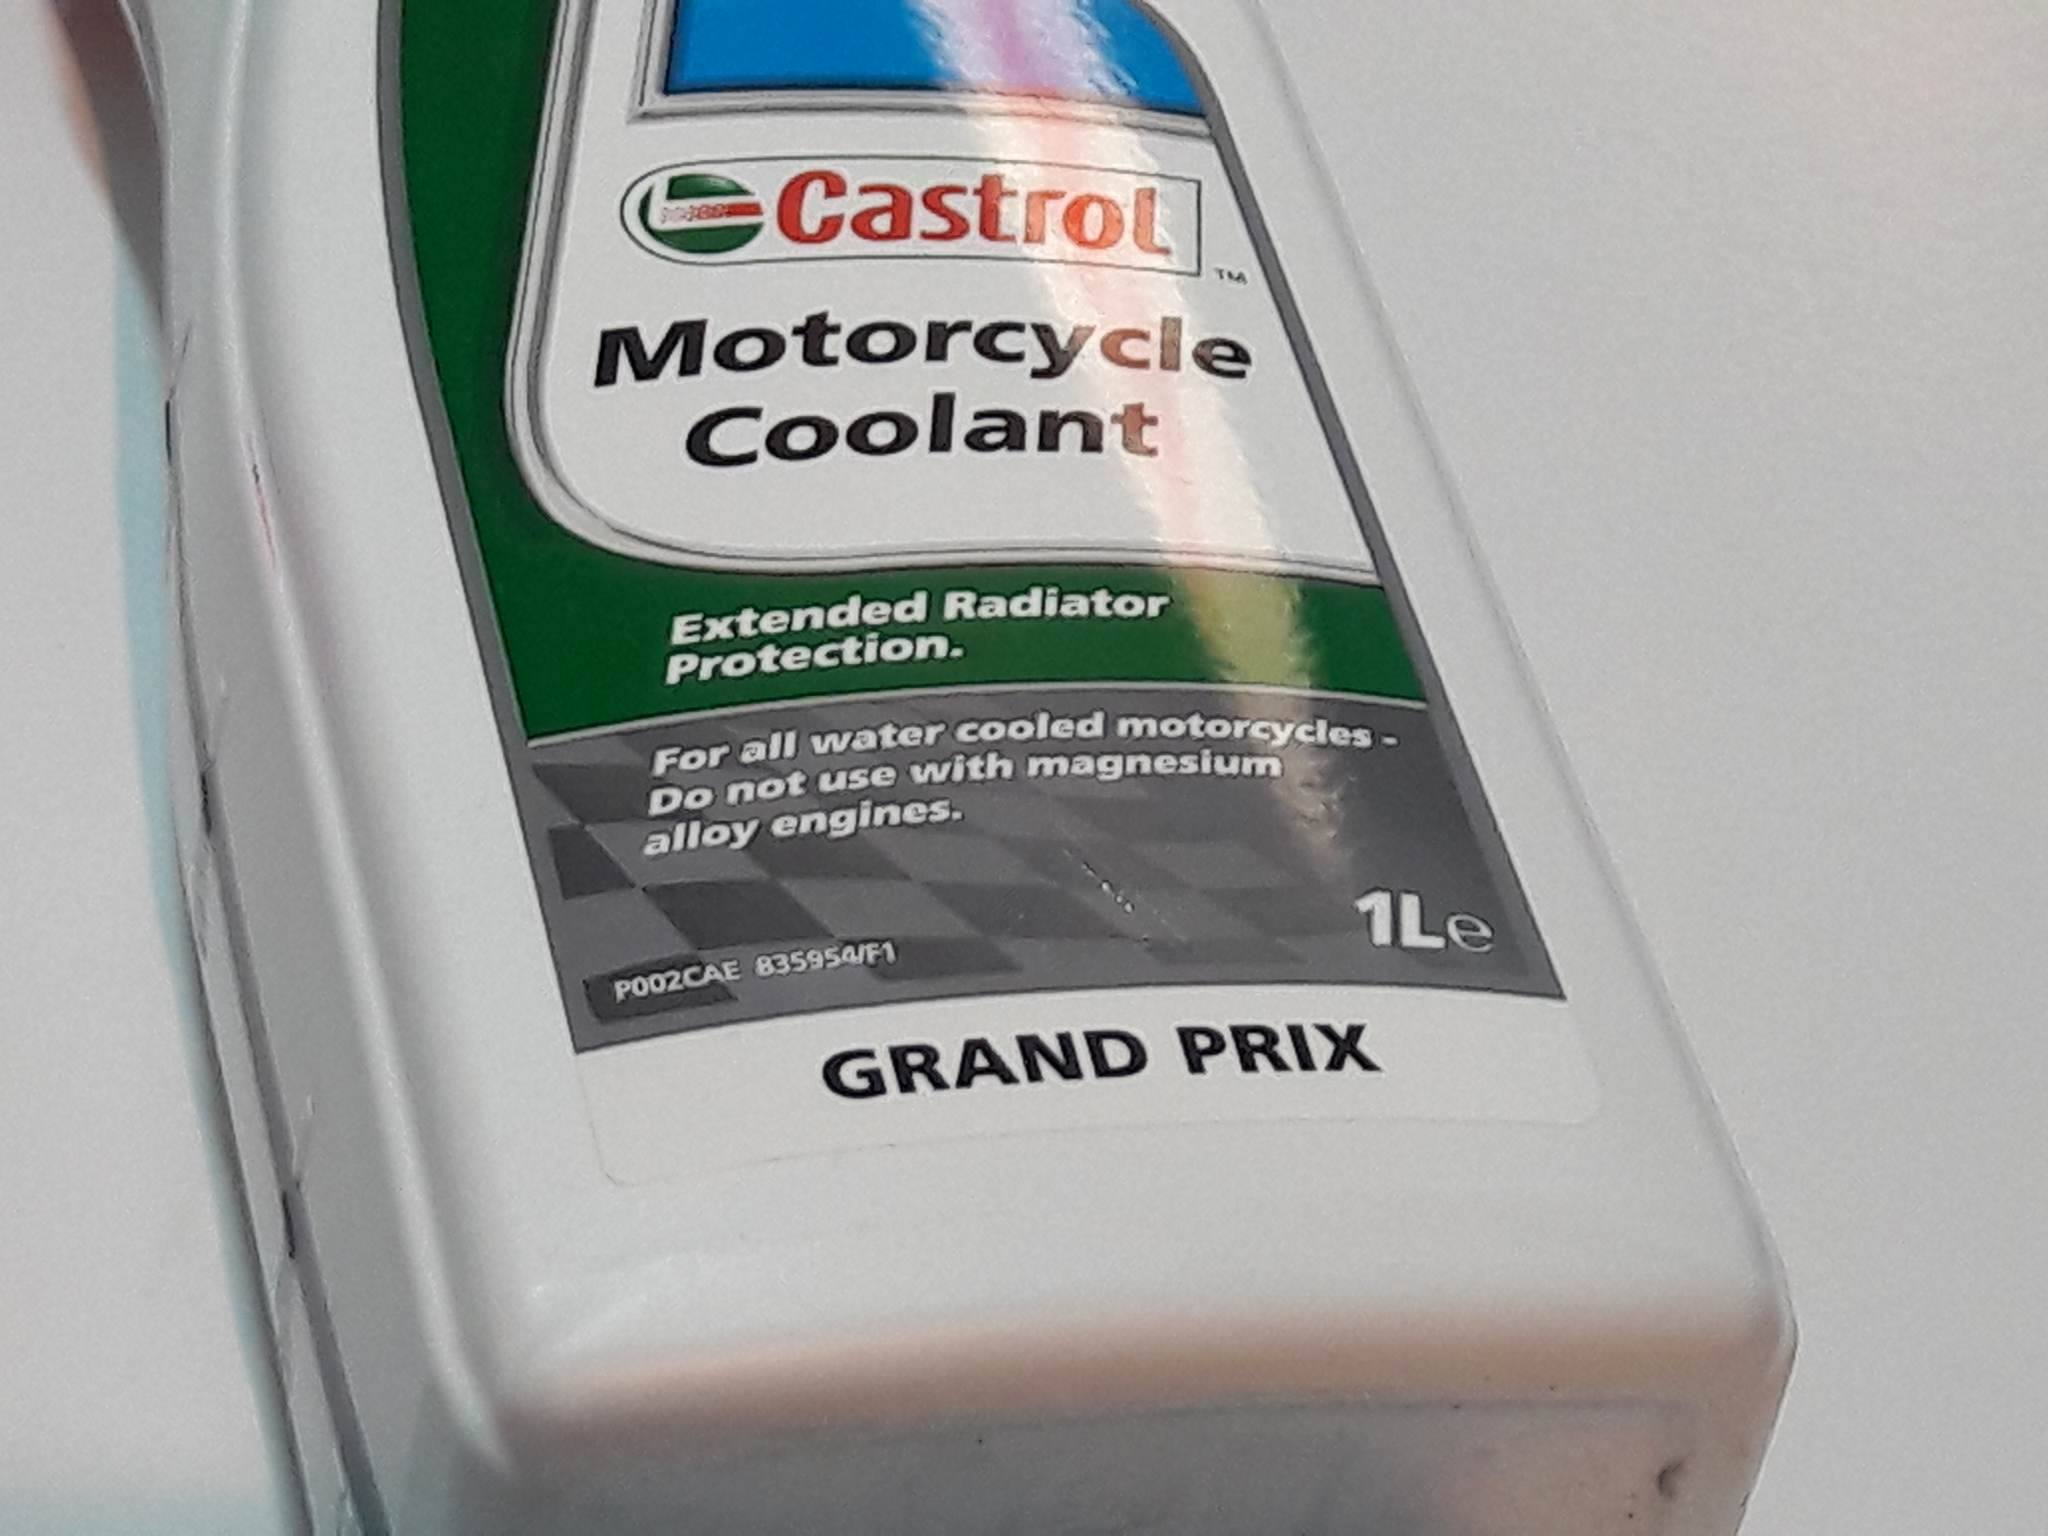 Castrol
TM
Motorcycle
Coolant
Extended Radiator
Protection.
For all water cooled motorcycles -
Do not use with magnesium
alloy engines.
1Le
P002CAE 835954/F1
GRAND PRIX